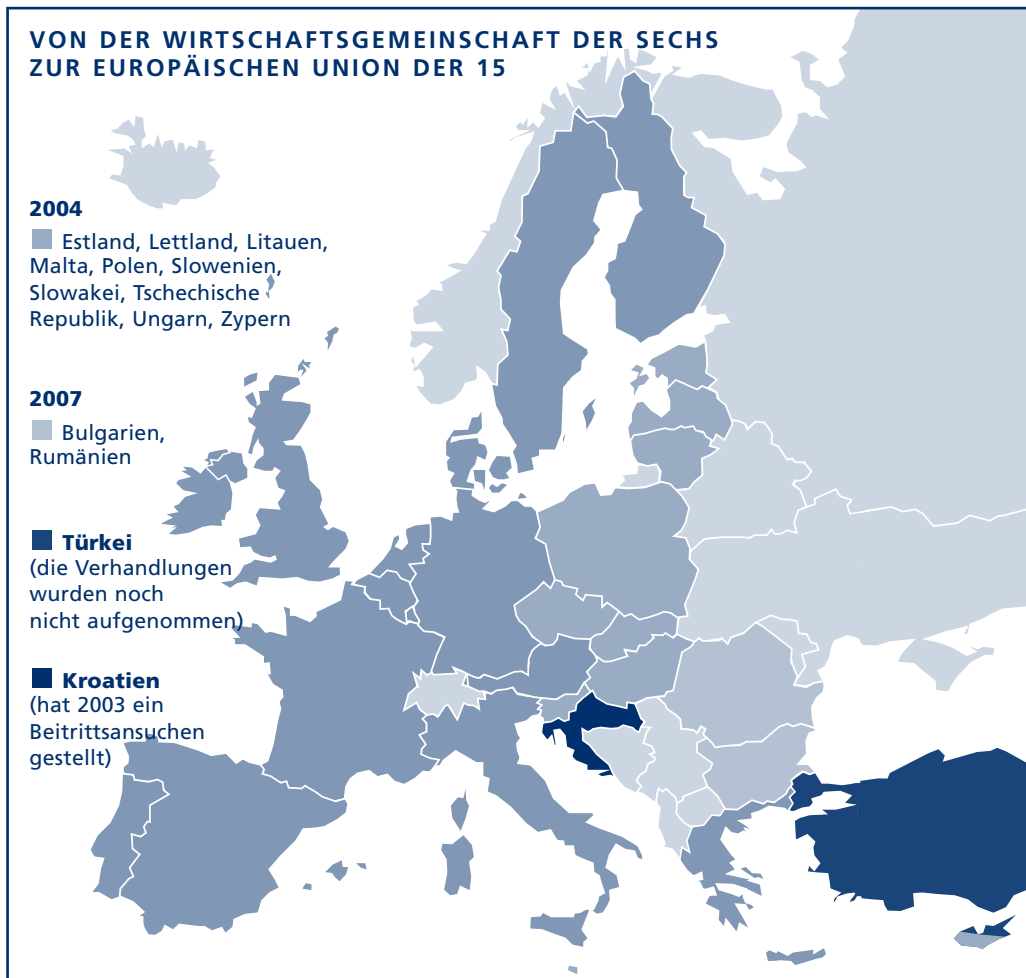 VON DER WIRTSCHAFTSGEMEINSCHAFT DER SECHS
ZUR EUROPÄISCHEN UNION DER 15
2004
Estland, Lettland, Litauen,
Malta, Polen, Slowenien,
Slowakei, Tschechische
Republik, Ungarn, Zypern
2007
Bulgarien,
Rumänien
Türkei
(die Verhandlungen
wurden noch
nicht aufgenommen)
Kroatien
(hat 2003 ein
Beitrittsansuchen
gestellt)